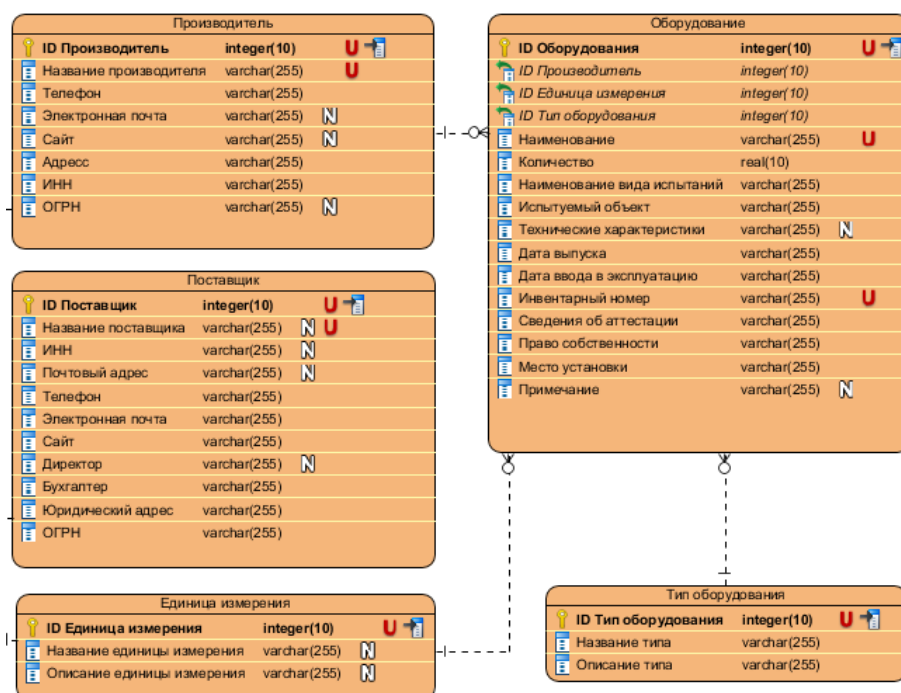 Производитель
ID Производитель integer(10) U
Название производителя varchar(255) U
Телефон varchar(255)
Электронная почта varchar(255) N
Сайт varchar(255) N
Адресс varchar(255)
ИНН varchar(255)
ОГРН varchar(255) N
Поставщик
ID Поставщик integer(10) U
Название поставщика varchar(255) N U
ИНН varchar(255) N
Почтовый адрес varchar(255) N
Телефон varchar(255)
Электронная почта varchar(255)
Сайт varchar(255)
Директор varchar(255) N
Бухгалтер varchar(255)
Юридический адрес varchar(255)
ОГРН varchar(255)
Единица измерения
ID Единица измерения integer(10) U
Название единицы измерения varchar(255) N
Описание единицы измерения varchar(255) N
Оборудование
ID Оборудования integer(10) U
ID Производитель integer(10)
ID Единица измерения integer(10)
ID Тип оборудования integer(10)
Наименование varchar(255) U
Количество real(10)
Наименование вида испытаний varchar(255)
Испытуемый объект varchar(255)
Технические характеристики varchar(255) N
Дата выпуска varchar(255)
Дата ввода в эксплуатацию varchar(255)
Инвентарный номер varchar(255) U
Сведения об аттестации varchar(255)
Право собственности varchar(255)
Место установки varchar(255)
Примечание varchar(255) N
Тип оборудования
ID Тип оборудования integer(10) U
Название типа varchar(255)
Описание типа varchar(255)